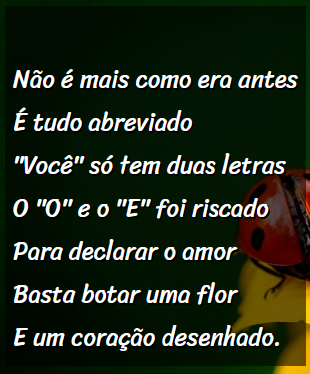 Não é mais como era antes
É tudo abreviado
"Você" só tem duas letras
O "O" e o "E" foi riscado
Para declarar o amor
Basta botar uma flor
E um coração desenhado.